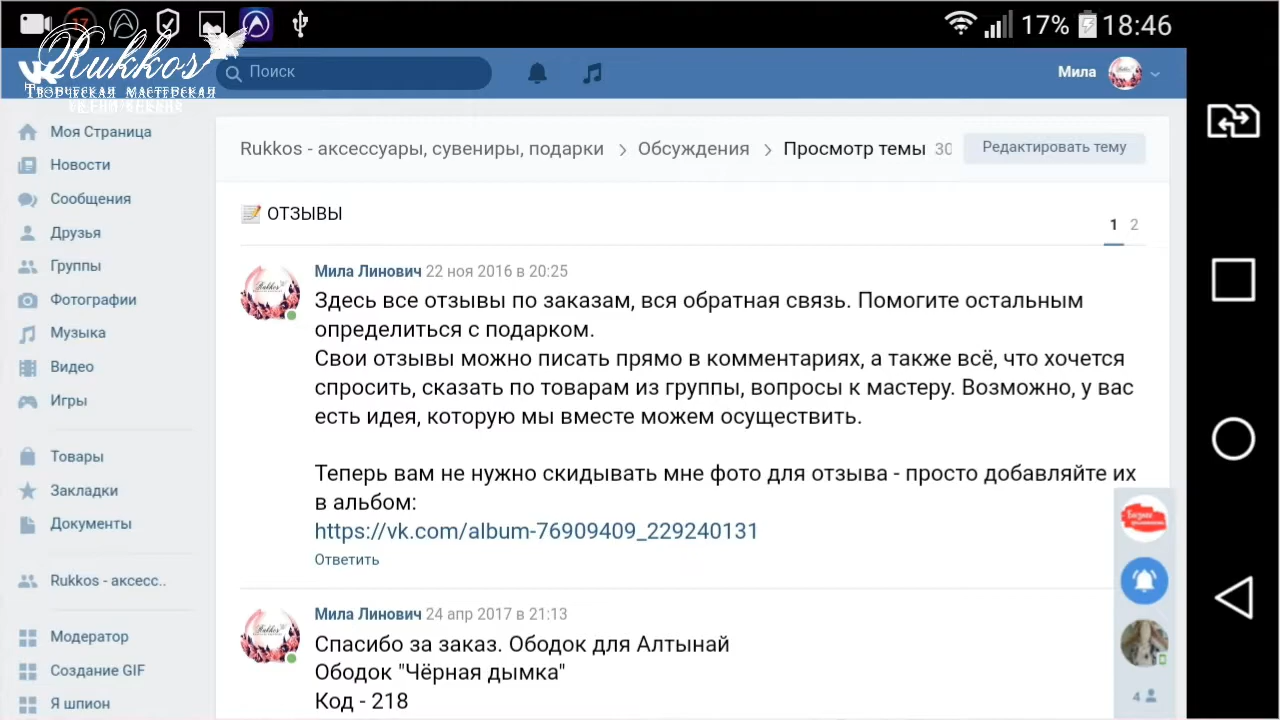 17% 18:46
Rukkos
Творческая мастерская
Поиск
Мила
Моя Страница
Новости
Сообщения
Друзья
Группы
Фотографии
Музыка
Видео
Игры
Товары
Закладки
Документы
Rukkos - аксесс..
Модератор
Создание GIF
Я шпион
Rukkos - аксессуары, сувениры, подарки > Обсуждения > Просмотр темы 30
Редактировать тему
📝 ОТЗЫВЫ
1 2
Мила Линович 22 ноя 2016 в 20:25
Здесь все отзывы по заказам, вся обратная связь. Помогите остальным
определиться с подарком.
Свои отзывы можно писать прямо в комментариях, а также всё, что хочется
спросить, сказать по товарам из группы, вопросы к мастеру. Возможно, у вас
есть идея, которую мы вместе можем осуществить.
Теперь вам не нужно скидывать мне фото для отзыва - просто добавляйте их
в альбом:
https://vk.com/album-76909409_229240131
Ответить
Мила Линович 24 апр 2017 в 21:13
Спасибо за заказ. Ободок для Алтынай
Ободок "Чёрная дымка"
Код - 218
4